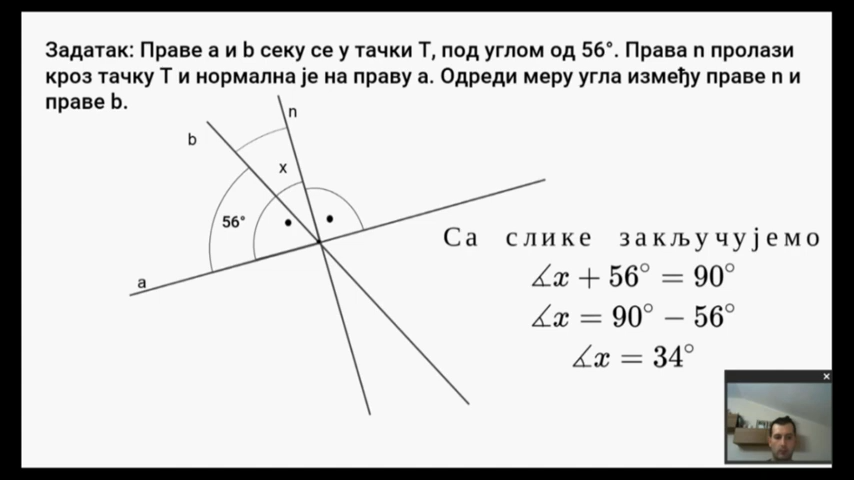 Задатак: Праве a и b секу се у тачки T, под углом од 56°. Права n пролази
кроз тачку T и нормална је на праву a. Одреди меру угла између праве n и
праве b.
n
b
x
56°
a
Са слике закључујемо
∡x + 56° = 90°
∡x = 90° − 56°
∡x = 34°